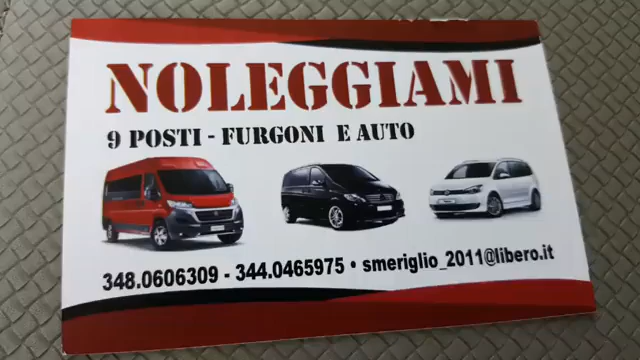 NOLEGGIAMI
9 POSTI - FURGONI E AUTO
348.0606309 - 344.0465975 • smeriglio_2011@libero.it